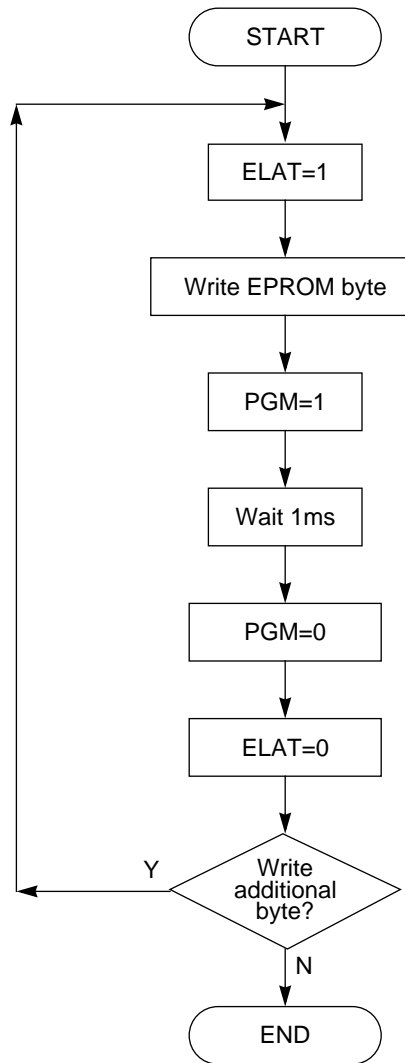 START
ELAT=1
Write EPROM byte
PGM=1
Wait 1ms
PGM=0
ELAT=0
Y
Write
additional
byte?
N
END